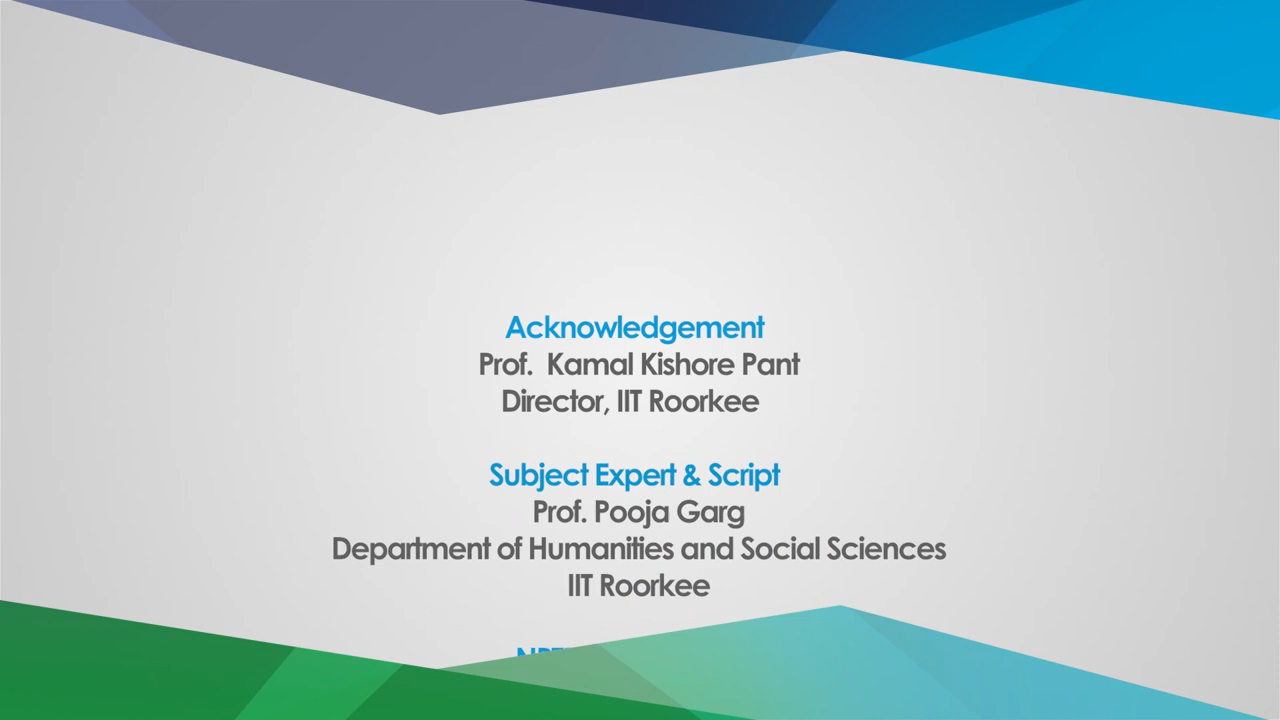 Acknowledgement
Prof. Kamal Kishore Pant
Director, IIT Roorkee
Subject Expert & Script
Prof. Pooja Garg
Department of Humanities and Social Sciences
IIT Roorkee